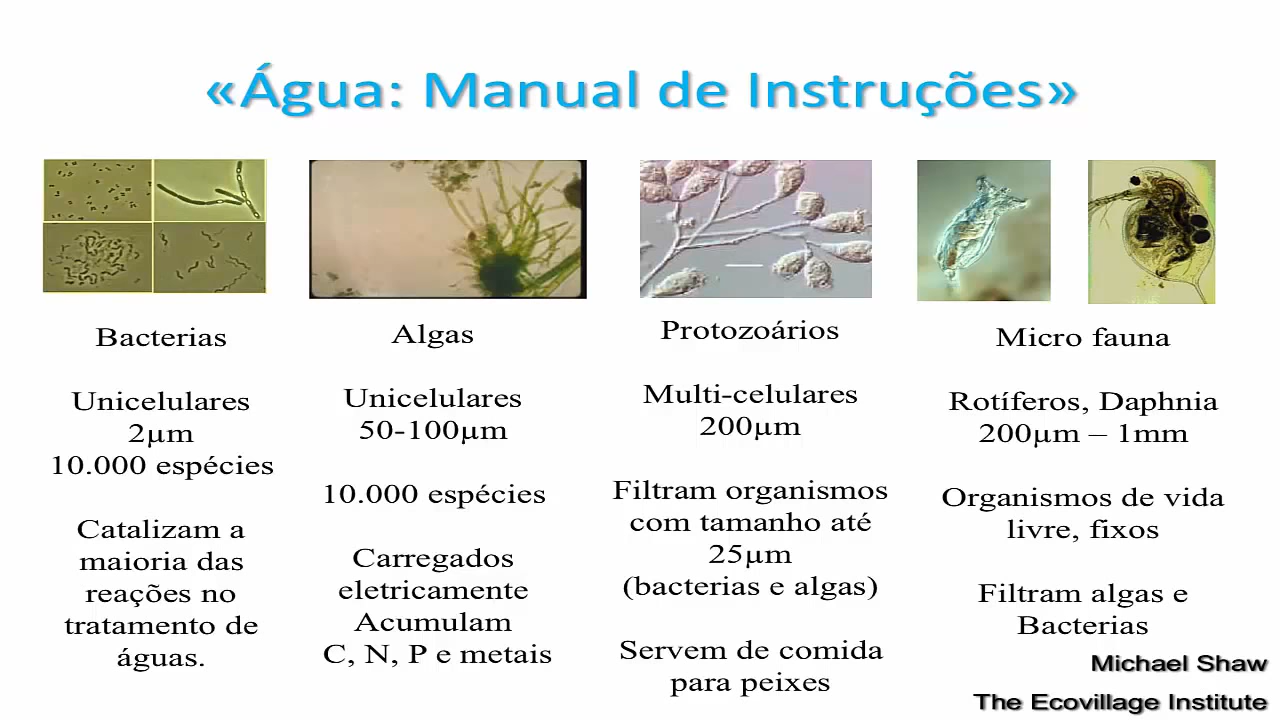 «Água: Manual de Instruções»
Bacterias
Unicelulares
2µm
10.000 espécies
Catalizam a
maioria das
reações no
tratamento de
águas.
Algas
Unicelulares
50-100µm
10.000 espécies
Carregados
eletricamente
Acumulam
C, N, P e metais
Protozoários
Multi-celulares
200µm
Filtram organismos
com tamanho até
25µm
(bacterias e algas)
Servem de comida
para peixes
Micro fauna
Rotíferos, Daphnia
200µm – 1mm
Organismos de vida
livre, fixos
Filtram algas e
Bacterias
Michael Shaw
The Ecovillage Institute